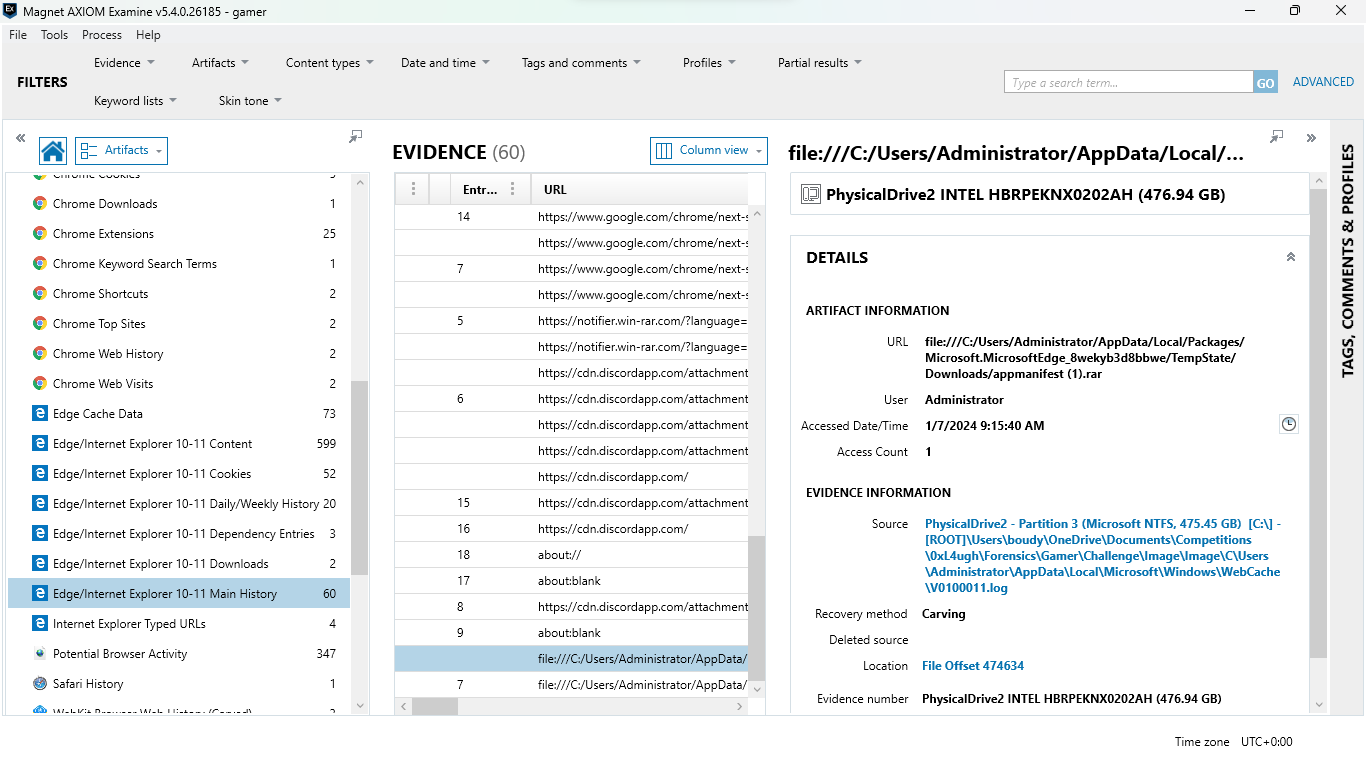 Magnet AXIOM Examine v5.4.0.26185 - gamer
File Tools Process Help
FILTERS
Evidence Artifacts Content types Date and time Tags and comments Profiles Partial results
Keyword lists Skin tone
Type a search term... GO ADVANCED
Artifacts
Chrome Cookies
Chrome Downloads 1
Chrome Extensions 25
Chrome Keyword Search Terms 1
Chrome Shortcuts 2
Chrome Top Sites 2
Chrome Web History 2
Chrome Web Visits 2
Edge Cache Data 73
Edge/Internet Explorer 10-11 Content 599
Edge/Internet Explorer 10-11 Cookies 52
Edge/Internet Explorer 10-11 Daily/Weekly History 20
Edge/Internet Explorer 10-11 Dependency Entries 3
Edge/Internet Explorer 10-11 Downloads 2
Edge/Internet Explorer 10-11 Main History 60
Internet Explorer Typed URLs 4
Potential Browser Activity 347
Safari History 1
WebKit Browser Web History (Carved)
EVIDENCE (60)
Column view
Entr... URL
14 https://www.google.com/chrome/next-s
https://www.google.com/chrome/next-s
7 https://www.google.com/chrome/next-s
https://www.google.com/chrome/next-s
5 https://notifier.win-rar.com/?language=
https://notifier.win-rar.com/?language=
https://cdn.discordapp.com/attachment
6 https://cdn.discordapp.com/attachment
https://cdn.discordapp.com/attachment
https://cdn.discordapp.com/attachment
https://cdn.discordapp.com/
15 https://cdn.discordapp.com/attachment
16 https://cdn.discordapp.com/
18 about://
17 about:blank
8 https://cdn.discordapp.com/attachment
9 about:blank
file:///C:/Users/Administrator/AppData/
7 file:///C:/Users/Administrator/AppData/
file:///C:/Users/Administrator/AppData/Local/...
PhysicalDrive2 INTEL HBRPEKNX0202AH (476.94 GB)
DETAILS
ARTIFACT INFORMATION
URL file:///C:/Users/Administrator/AppData/Local/Packages/
Microsoft.MicrosoftEdge_8wekyb3d8bbwe/TempState/
Downloads/appmanifest (1).rar
User Administrator
Accessed Date/Time 1/7/2024 9:15:40 AM
Access Count 1
EVIDENCE INFORMATION
Source PhysicalDrive2 - Partition 3 (Microsoft NTFS, 475.45 GB) [C:\] -
[ROOT]\Users\boudy\OneDrive\Documents\Competitions
\0xL4ugh\Forensics\Gamer\Challenge\Image\Image\C\Users
\Administrator\AppData\Local\Microsoft\Windows\WebCache
\V0100011.log
Recovery method Carving
Deleted source
Location File Offset 474634
Evidence number PhysicalDrive2 INTEL HBRPEKNX0202AH (476.94 GB)
TAGS, COMMENTS & PROFILES
Time zone UTC+0:00